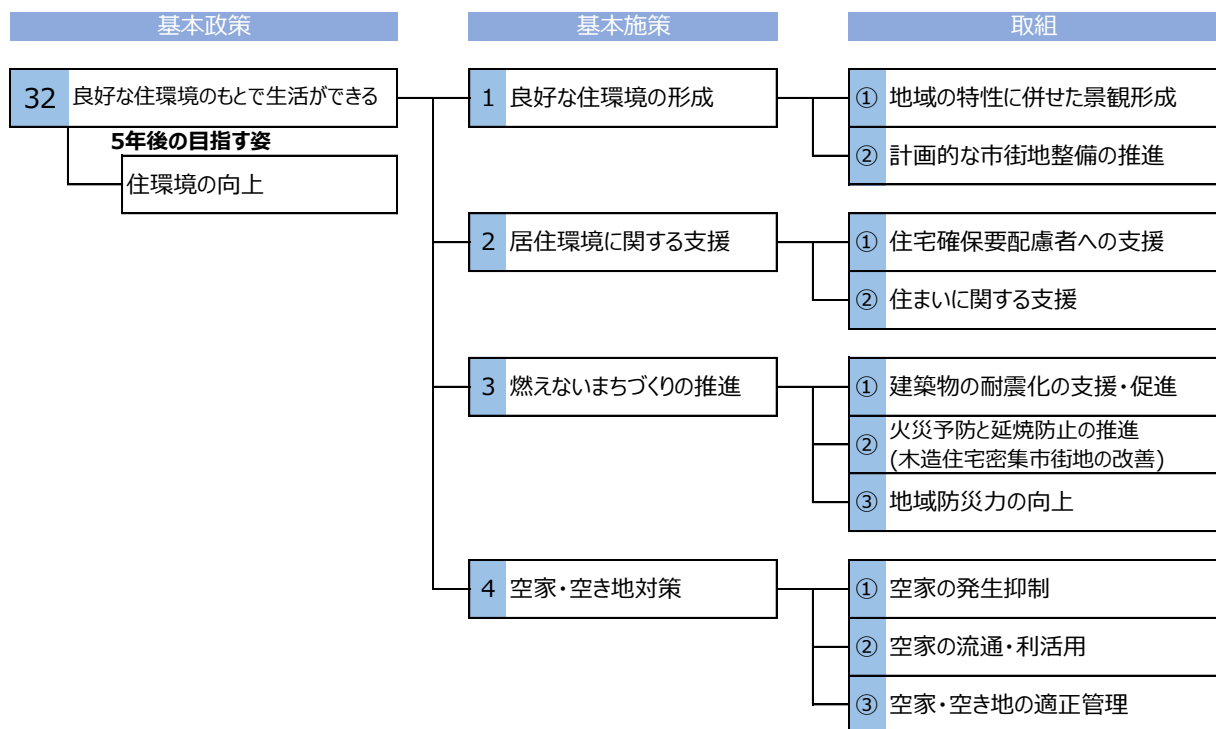 基本政策
基本施策
取組
32 良好な住環境のもとで生活ができる
5年後の目指す姿
住環境の向上
1 良好な住環境の形成
① 地域の特性に併せた景観形成
② 計画的な市街地整備の推進
2 居住環境に関する支援
① 住宅確保要配慮者への支援
② 住まいに関する支援
3 燃えないまちづくりの推進
① 建築物の耐震化の支援・促進
② 火災予防と延焼防止の推進
(木造住宅密集市街地の改善)
③ 地域防災力の向上
4 空家・空き地対策
① 空家の発生抑制
② 空家の流通・利活用
③ 空家・空き地の適正管理